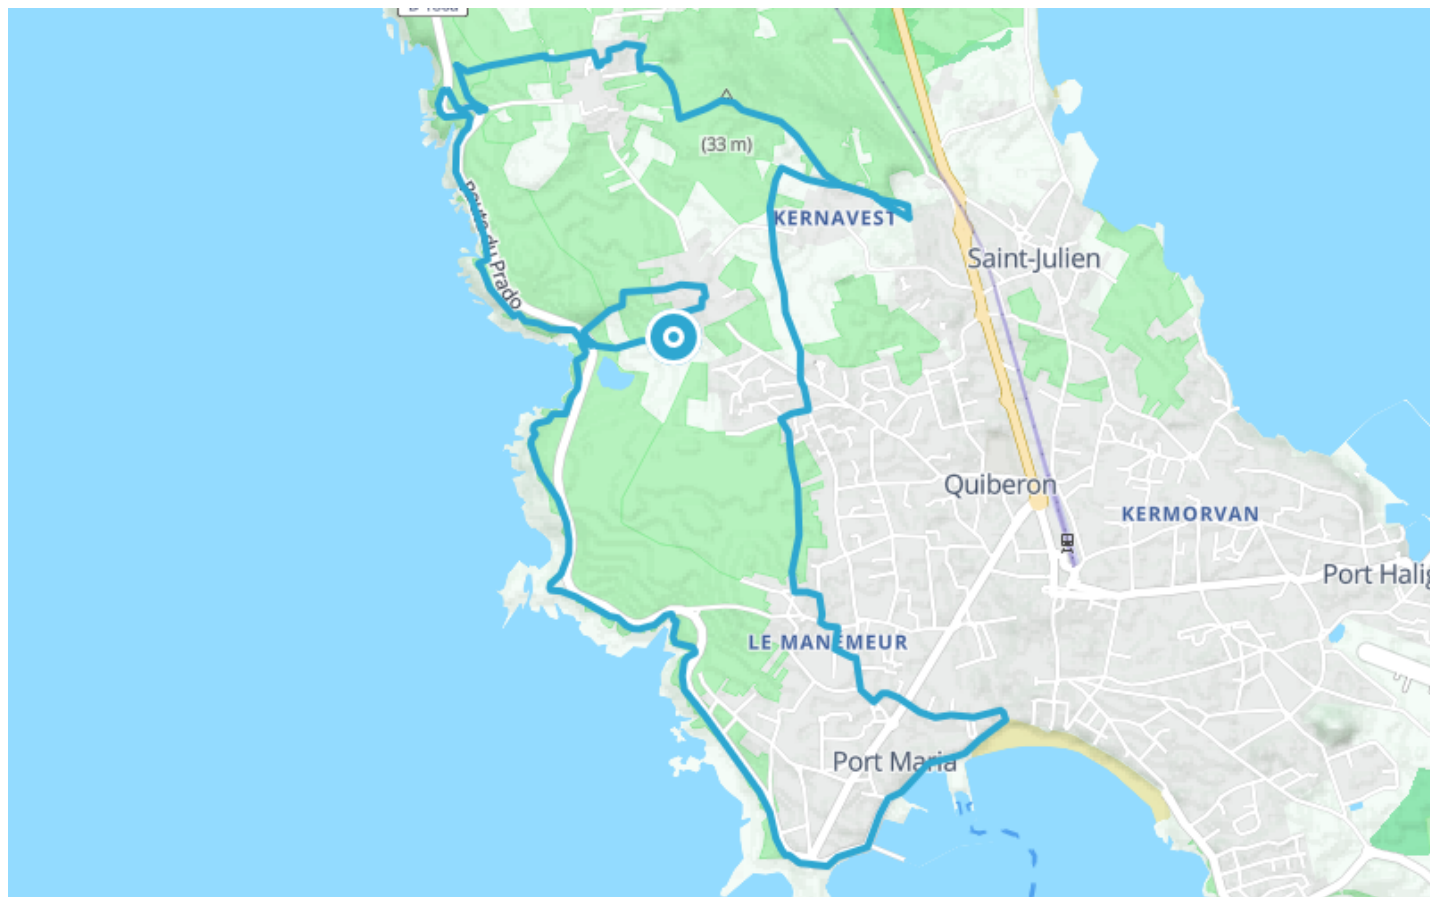 (33 m)
KERNAVEST
Route du Prado
Saint-Julien
Quiberon
KERMORVAN
Port Halig
LE MANEMEUR
Port Maria